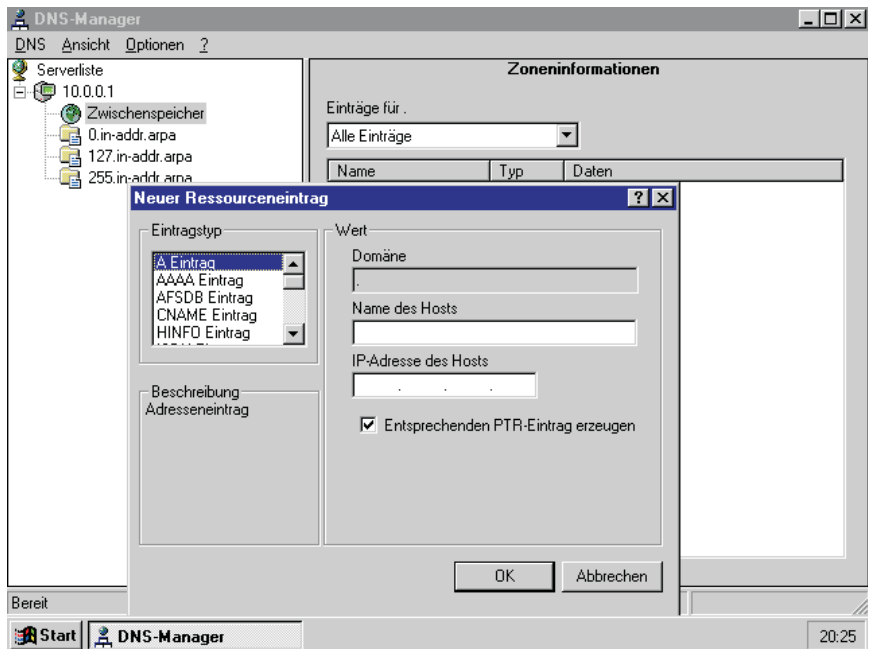 DNS-Manager
DNS Ansicht Optionen ?
Serverliste
10.0.0.1
Zwischenspeicher
0.in-addr.arpa
127.in-addr.arpa
255.in-addr.arpa
Zoneninformationen
Einträge für .
Alle Einträge
Name Typ Daten
Neuer Ressourceneintrag
Eintragstyp
A Eintrag
AAAA Eintrag
AFSDB Eintrag
CNAME Eintrag
HINFO Eintrag
Beschreibung
Adresseneintrag
Wert
Domäne
.
Name des Hosts
IP-Adresse des Hosts
. . .
Entsprechenden PTR-Eintrag erzeugen
OK Abbrechen
Bereit
Start DNS-Manager 20:25